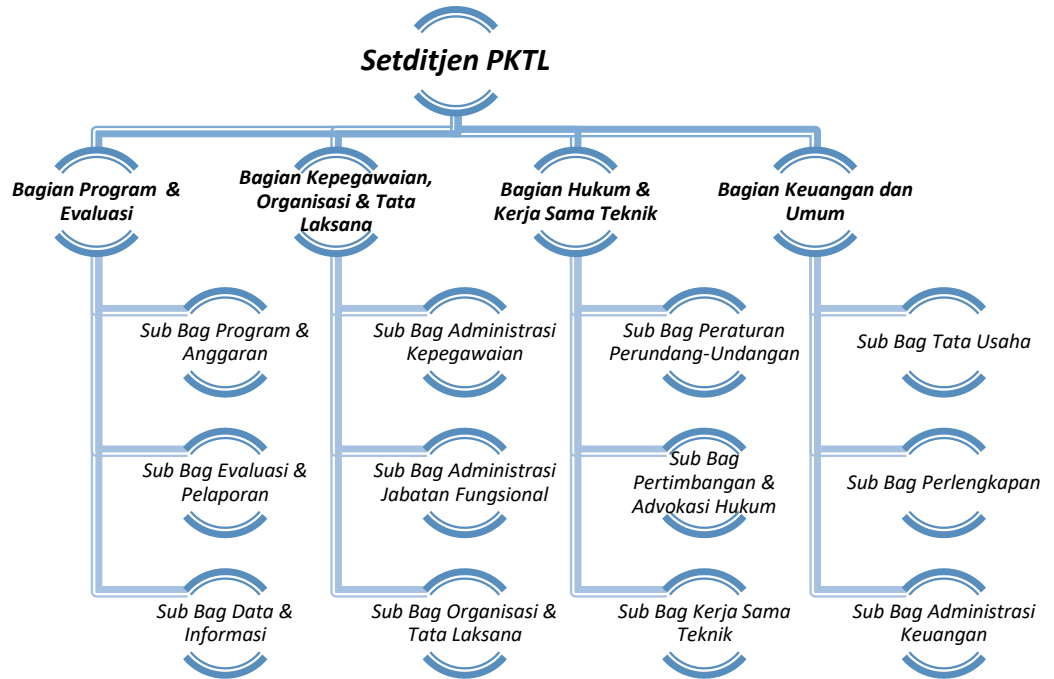 Setditjen PKTL
Bagian Program &
Evaluasi
Bagian Kepegawaian,
Organisasi & Tata
Laksana
Bagian Hukum &
Kerja Sama Teknik
Bagian Keuangan dan
Umum
Sub Bag Program &
Anggaran
Sub Bag Administrasi
Kepegawaian
Sub Bag Peraturan
Perundang-Undangan
Sub Bag Tata Usaha
Sub Bag Evaluasi &
Pelaporan
Sub Bag Administrasi
Jabatan Fungsional
Sub Bag
Pertimbangan &
Advokasi Hukum
Sub Bag Perlengkapan
Sub Bag Data &
Informasi
Sub Bag Organisasi &
Tata Laksana
Sub Bag Kerja Sama
Teknik
Sub Bag Administrasi
Keuangan